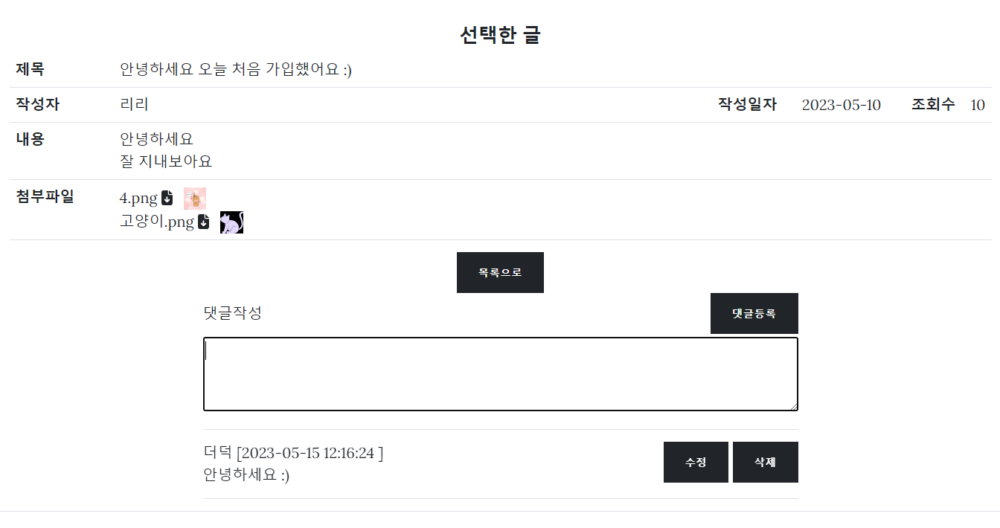 선택한 글
제목 안녕하세요 오늘 처음 가입했어요 :)
작성자 리리 작성일자 2023-05-10 조회수 10
내용 안녕하세요
잘 지내보아요
첨부파일 4.png
고양이.png
목록으로
댓글작성 댓글등록
더덕 [2023-05-15 12:16:24 ] 수정 삭제
안녕하세요 :)